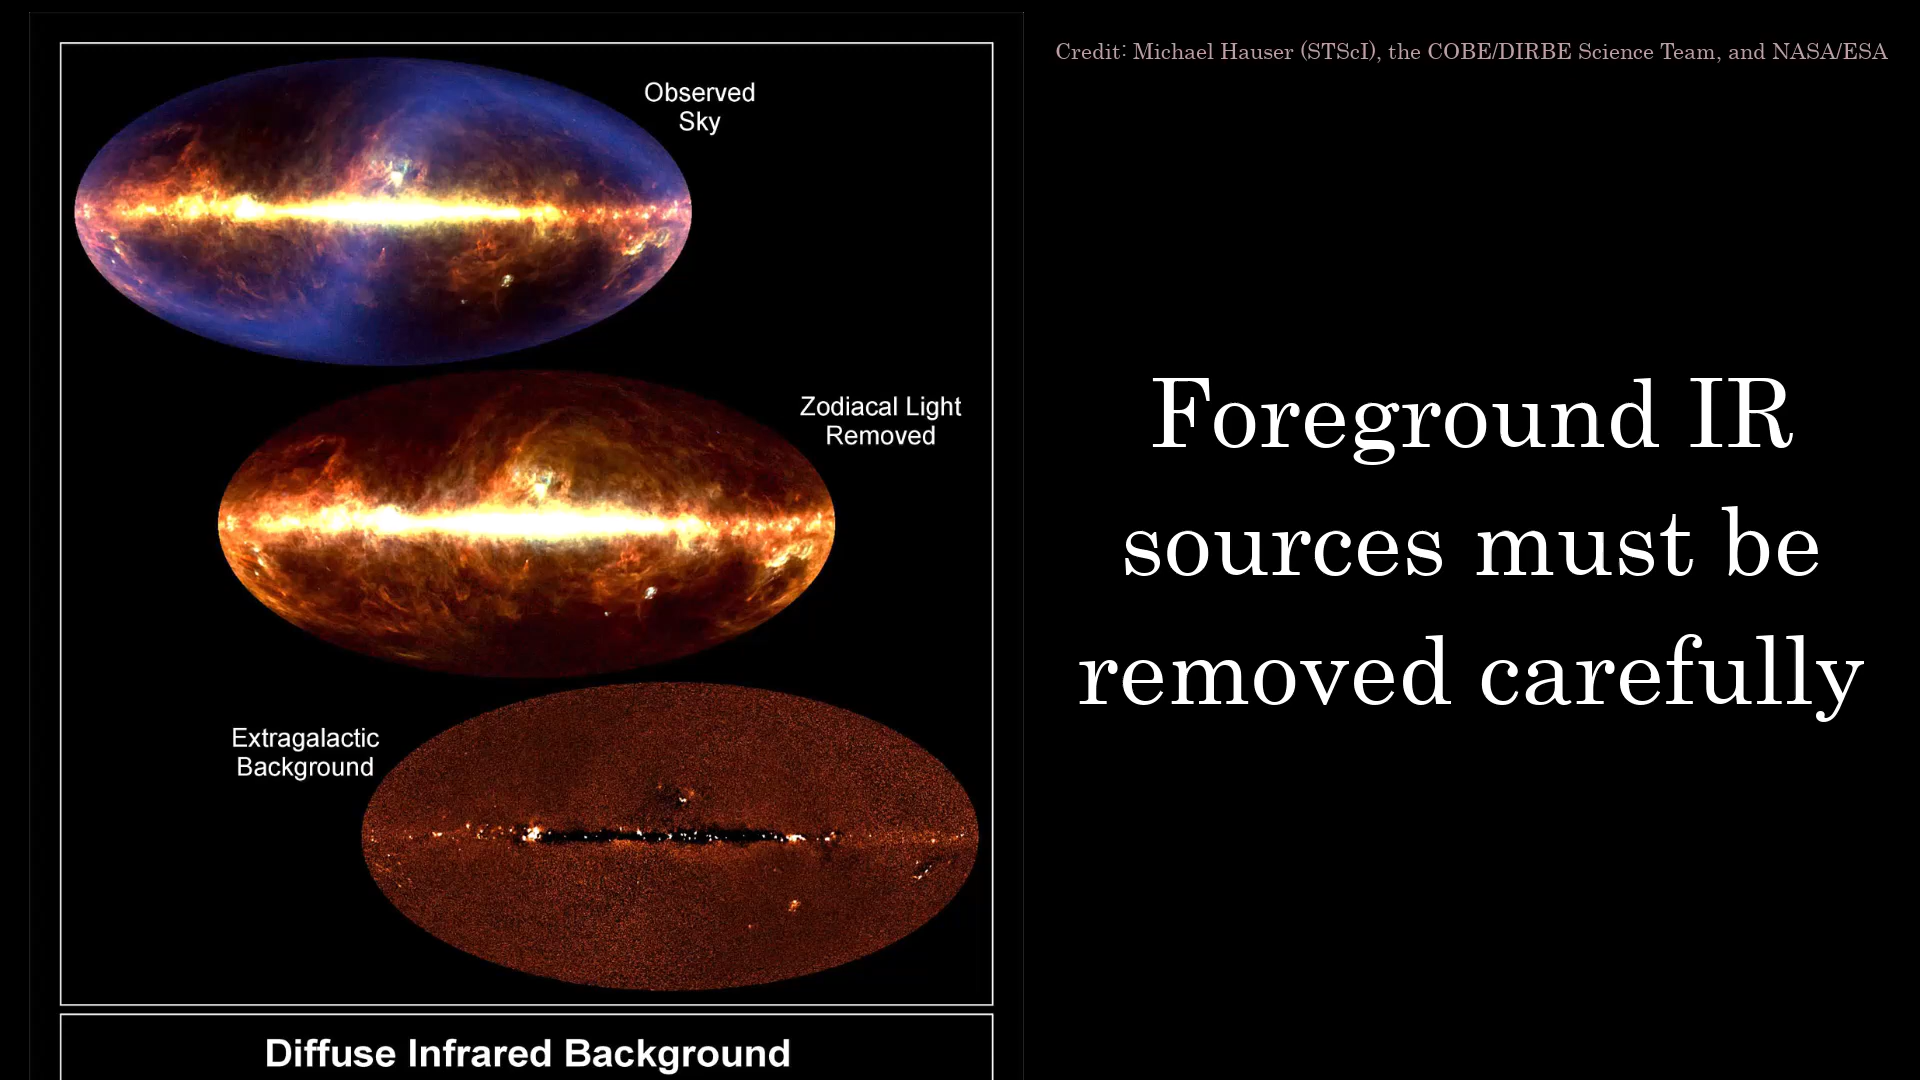 Observed
Sky
Zodiacal Light
Removed
Extragalactic
Background
Diffuse Infrared Background
Credit: Michael Hauser (STScI), the COBE/DIRBE Science Team, and NASA/ESA
Foreground IR
sources must be
removed carefully